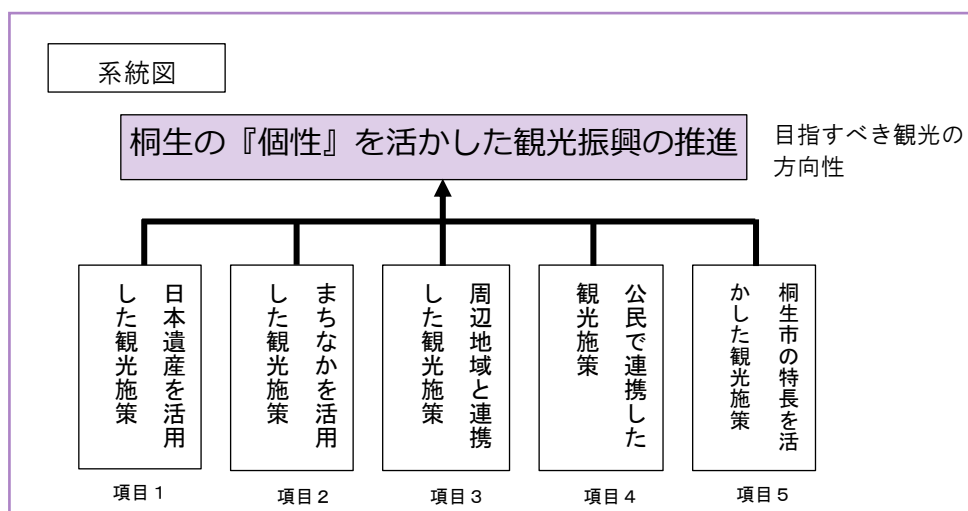 系統図
桐生の『個性』を活かした観光振興の推進
目指すべき観光の
方向性
日本遺産を活用
した観光施策
まちなかを活用
した観光施策
周辺地域と連携
した観光施策
公民で連携した
観光施策
桐生市の特長を活
かした観光施策
項目１
項目２
項目３
項目４
項目５